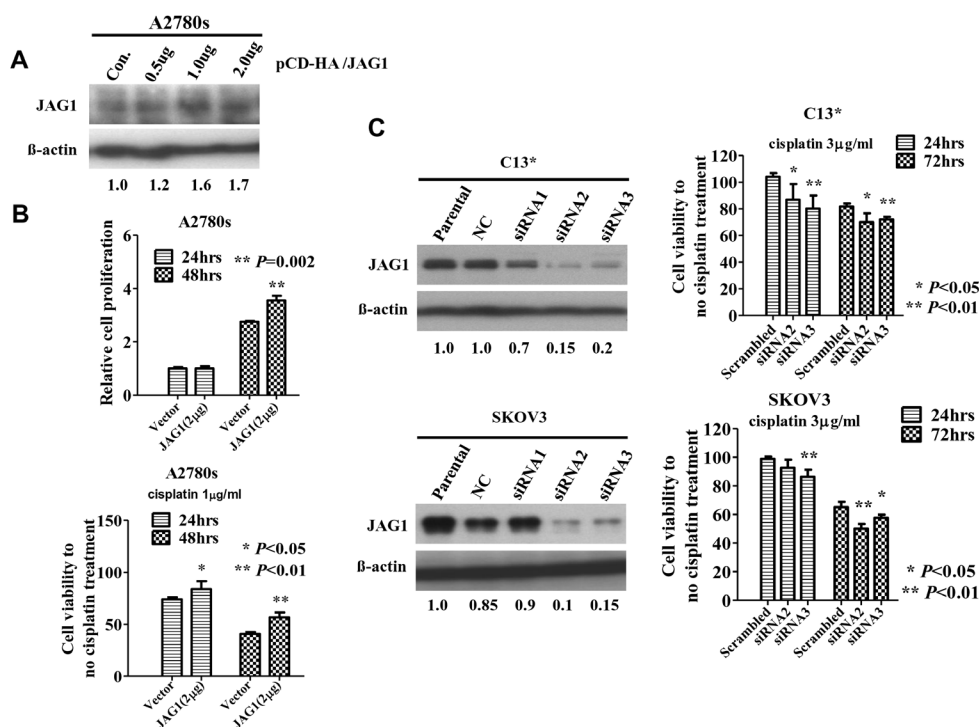 A
A2780s
Con.
0.5ug
1.0ug
2.0ug
pCD-HA /JAG1
JAG1
ß-actin
1.0 1.2 1.6 1.7
B
A2780s
24hrs
48hrs
** P=0.002
**
Relative cell proliferation
6
4
2
0
Vector
JAG1(2μg)
Vector
JAG1(2μg)
A2780s
cisplatin 1μg/ml
24hrs
48hrs
* P<0.05
** P<0.01
*
**
Cell viability to
no cisplatin treatment
150
100
50
0
Vector
JAG1(2μg)
Vector
JAG1(2μg)
C
C13*
Parental
NC
siRNA1
siRNA2
siRNA3
JAG1
ß-actin
1.0 1.0 0.7 0.15 0.2
C13*
cisplatin 3μg/ml
24hrs
72hrs
* ** * **
* P<0.05
** P<0.01
Cell viability to
no cisplatin treatment
120
100
80
60
40
20
0
Scrambled
siRNA2
siRNA3
Scrambled
siRNA2
siRNA3
SKOV3
Parental
NC
siRNA1
siRNA2
siRNA3
JAG1
ß-actin
1.0 0.85 0.9 0.1 0.15
SKOV3
cisplatin 3μg/ml
24hrs
72hrs
** ** *
* P<0.05
** P<0.01
Cell viability to
no cisplatin treatment
120
100
80
60
40
20
0
Scrambled
siRNA2
siRNA3
Scrambled
siRNA2
siRNA3